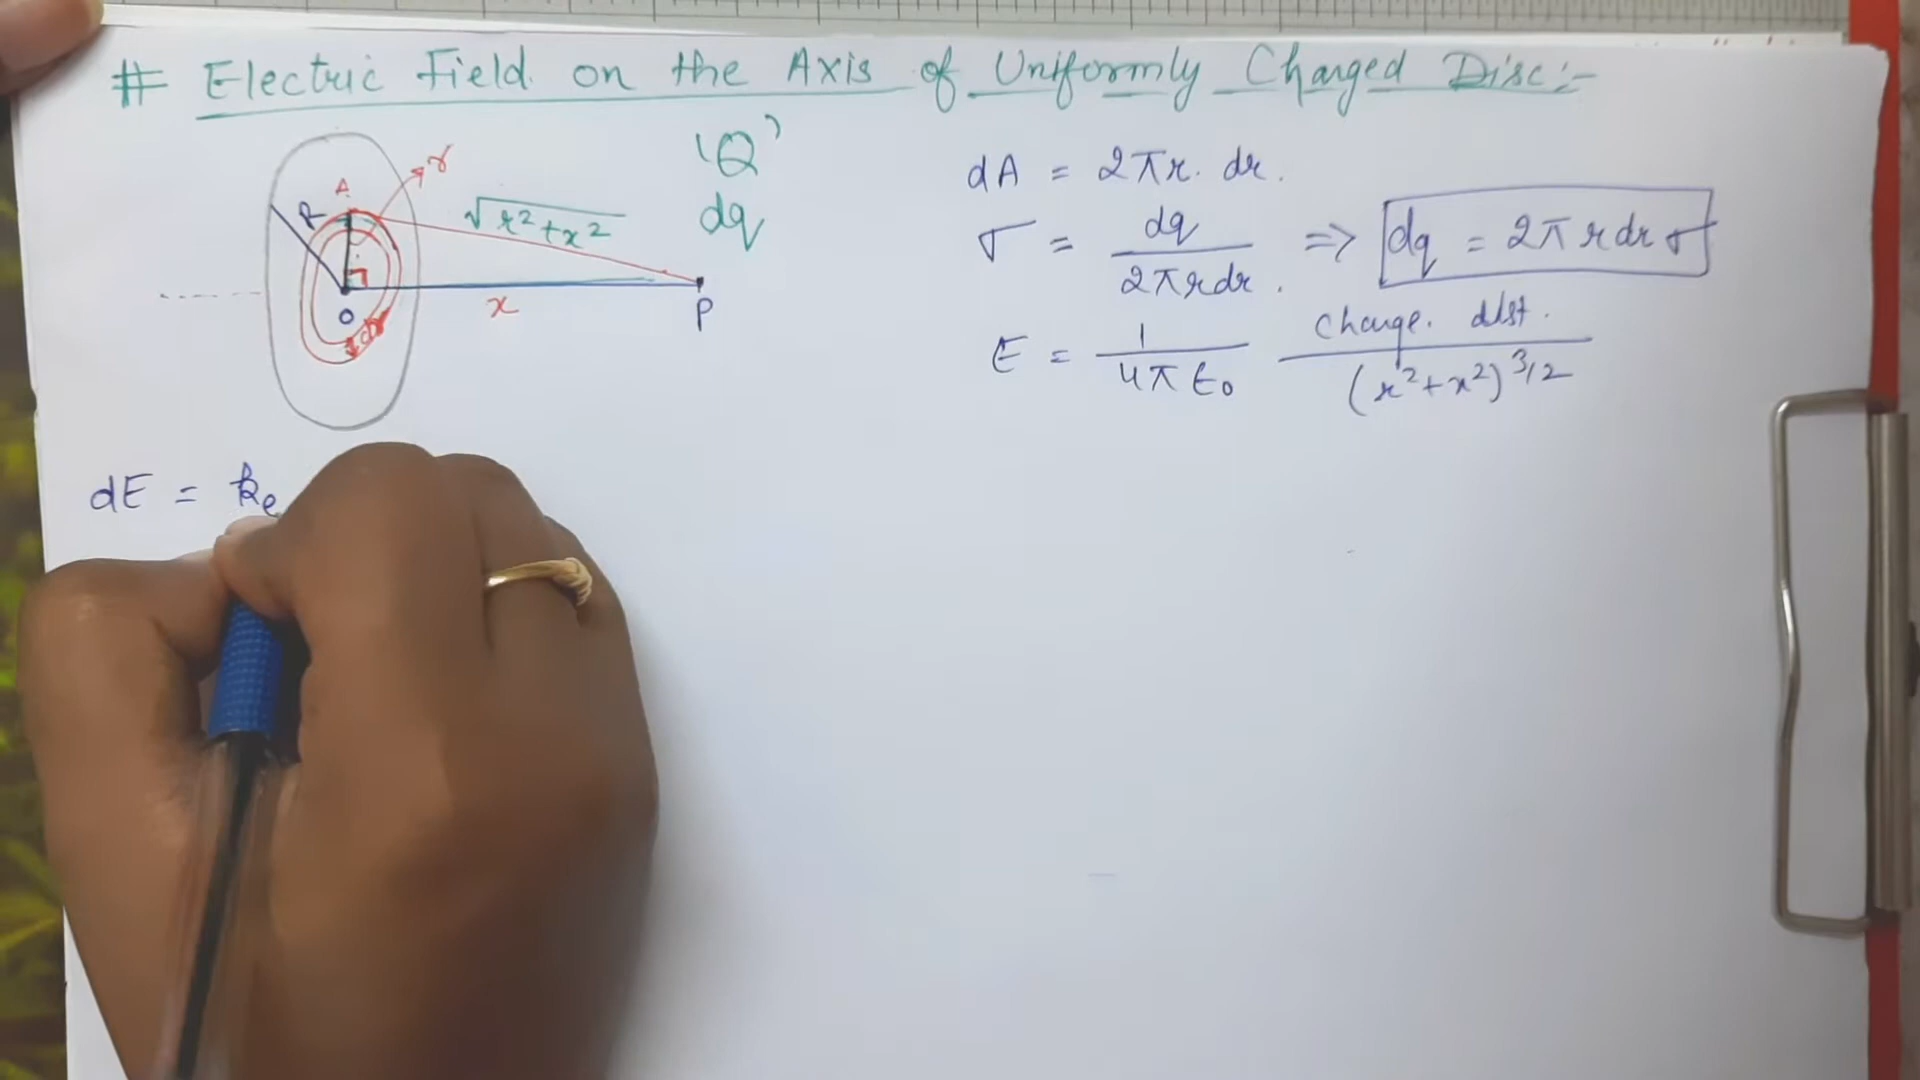 # Electric Field on the Axis of Uniformly Charged Disc:-
'Q'
dq
r
A
R
√r²+x²
x
O
dr
P
dA = 2πr. dr.
σ = dq / 2πrdr. => dq = 2πrdrσ
E = 1 / 4πϵ₀ charge. dist. / (r²+x²)^3/2
dE = ke